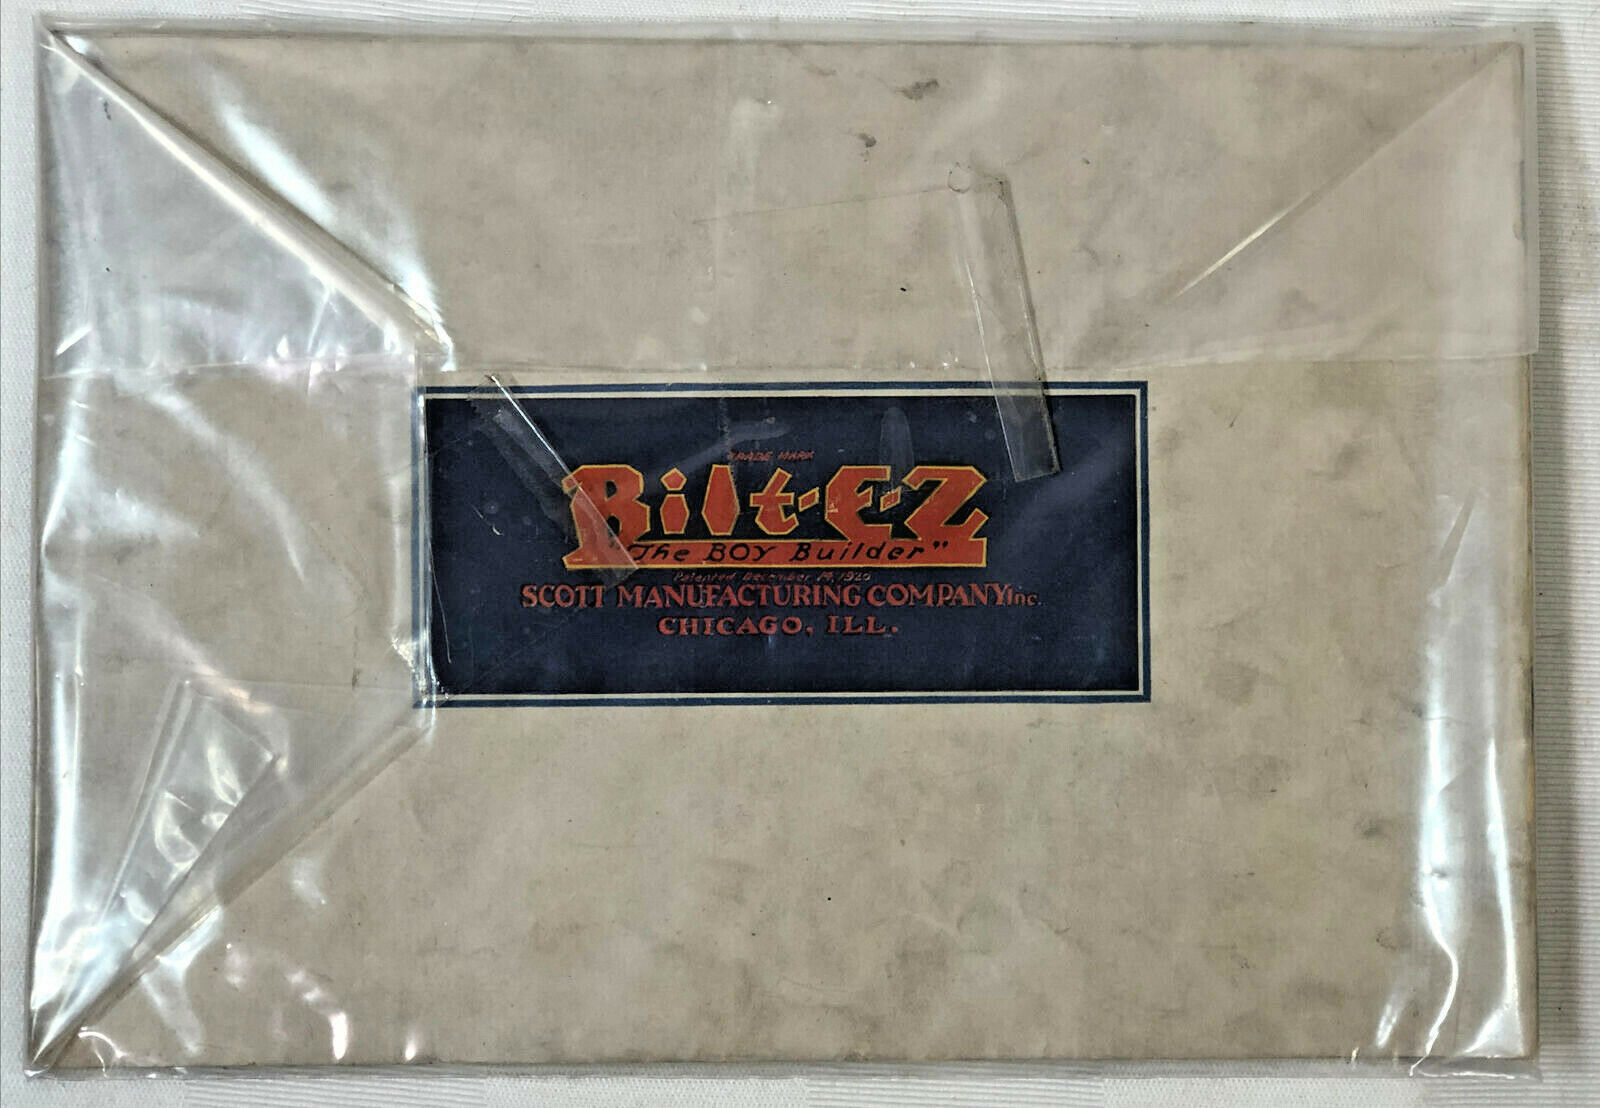 TRADE MARK
Bilt-E-Z
"The BOY Builder"
Patented December 14, 1920
SCOTT MANUFACTURING COMPANY Inc.
CHICAGO, ILL.